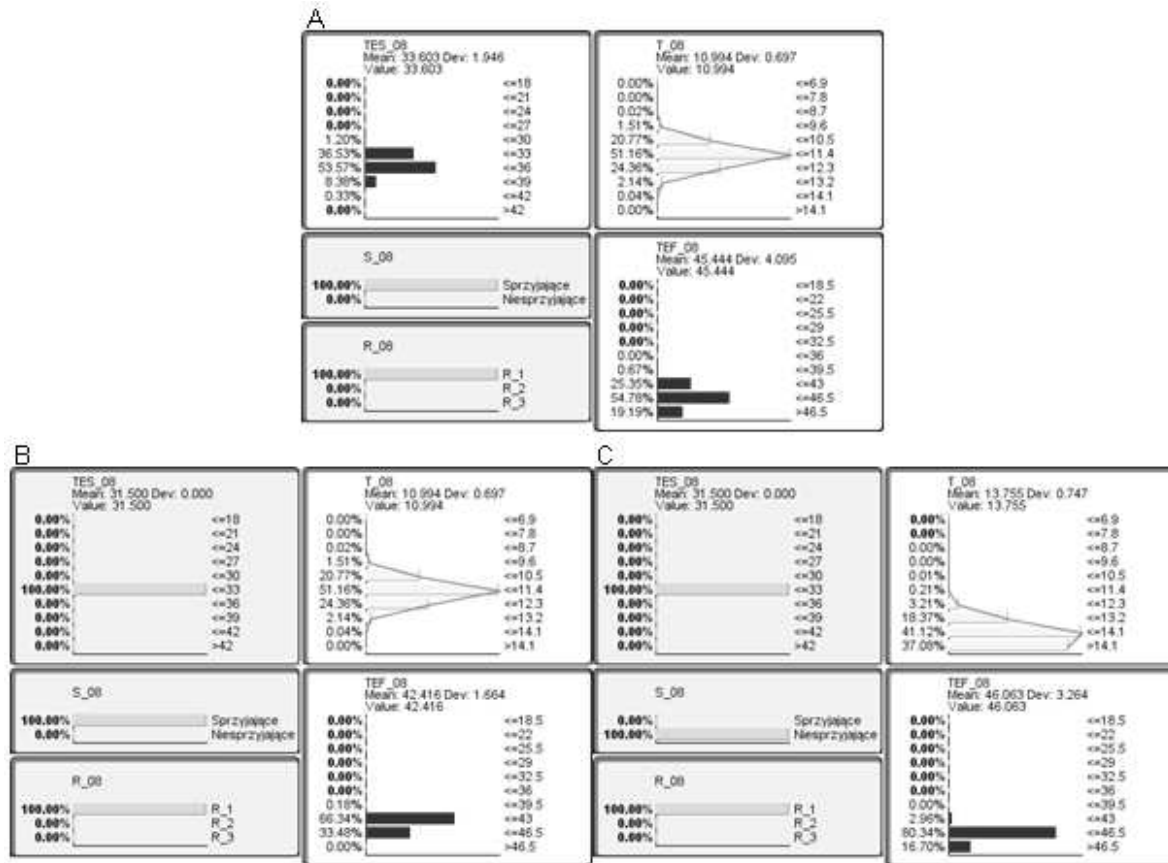 A
TES_08
Mean: 33.603 Dev: 1.946
Value: 33.603
0.00% <=18
0.00% <=21
0.00% <=24
0.00% <=27
1.20% <=30
36.53% <=33
53.57% <=36
8.38% <=39
0.33% <=42
0.00% >42
T_08
Mean: 10.994 Dev: 0.697
Value: 10.994
0.00% <=6.9
0.00% <=7.8
0.02% <=8.7
1.51% <=9.6
20.77% <=10.5
51.16% <=11.4
24.36% <=12.3
2.14% <=13.2
0.04% <=14.1
0.00% >14.1
S_08
100.00% Sprzyjające
0.00% Niesprzyjające
R_08
100.00% R_1
0.00% R_2
0.00% R_3
TEF_08
Mean: 45.444 Dev: 4.095
Value: 45.444
0.00% <=18.5
0.00% <=22
0.00% <=25.5
0.00% <=29
0.00% <=32.5
0.00% <=36
0.67% <=39.5
25.35% <=43
54.78% <=46.5
19.19% >46.5
B
TES_08
Mean: 31.500 Dev: 0.000
Value: 31.500
0.00% <=18
0.00% <=21
0.00% <=24
0.00% <=27
0.00% <=30
100.00% <=33
0.00% <=36
0.00% <=39
0.00% <=42
0.00% >42
T_08
Mean: 10.994 Dev: 0.697
Value: 10.994
0.00% <=6.9
0.00% <=7.8
0.02% <=8.7
1.51% <=9.6
20.77% <=10.5
51.16% <=11.4
24.36% <=12.3
2.14% <=13.2
0.04% <=14.1
0.00% >14.1
S_08
100.00% Sprzyjające
0.00% Niesprzyjające
R_08
100.00% R_1
0.00% R_2
0.00% R_3
TEF_08
Mean: 42.416 Dev: 1.664
Value: 42.416
0.00% <=18.5
0.00% <=22
0.00% <=25.5
0.00% <=29
0.00% <=32.5
0.00% <=36
0.18% <=39.5
66.34% <=43
33.48% <=46.5
0.00% >46.5
C
TES_08
Mean: 31.500 Dev: 0.000
Value: 31.500
0.00% <=18
0.00% <=21
0.00% <=24
0.00% <=27
0.00% <=30
100.00% <=33
0.00% <=36
0.00% <=39
0.00% <=42
0.00% >42
T_08
Mean: 13.755 Dev: 0.747
Value: 13.755
0.00% <=6.9
0.00% <=7.8
0.00% <=8.7
0.00% <=9.6
0.01% <=10.5
0.21% <=11.4
3.21% <=12.3
18.37% <=13.2
41.12% <=14.1
37.08% >14.1
S_08
0.00% Sprzyjające
100.00% Niesprzyjające
R_08
100.00% R_1
0.00% R_2
0.00% R_3
TEF_08
Mean: 46.063 Dev: 3.264
Value: 46.063
0.00% <=18.5
0.00% <=22
0.00% <=25.5
0.00% <=29
0.00% <=32.5
0.00% <=36
0.00% <=39.5
2.96% <=43
80.34% <=46.5
16.70% >46.5